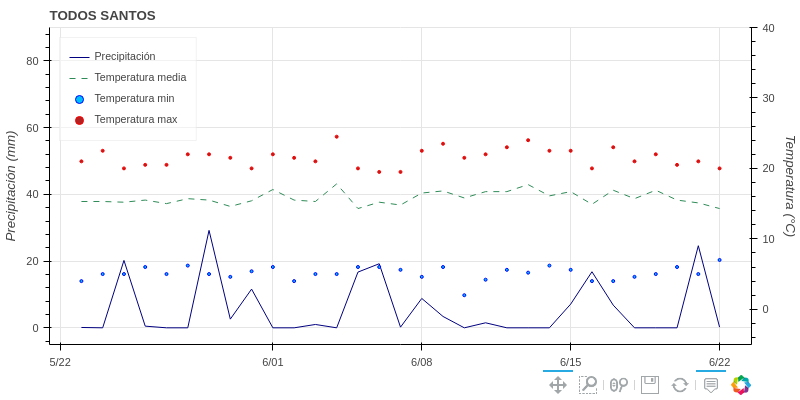 TODOS SANTOS
Precipitación
Temperatura media
Temperatura min
Temperatura max
Precipitación (mm)
80
60
40
20
0
Temperatura (°C)
40
30
20
10
0
5/22
6/01
6/08
6/15
6/22